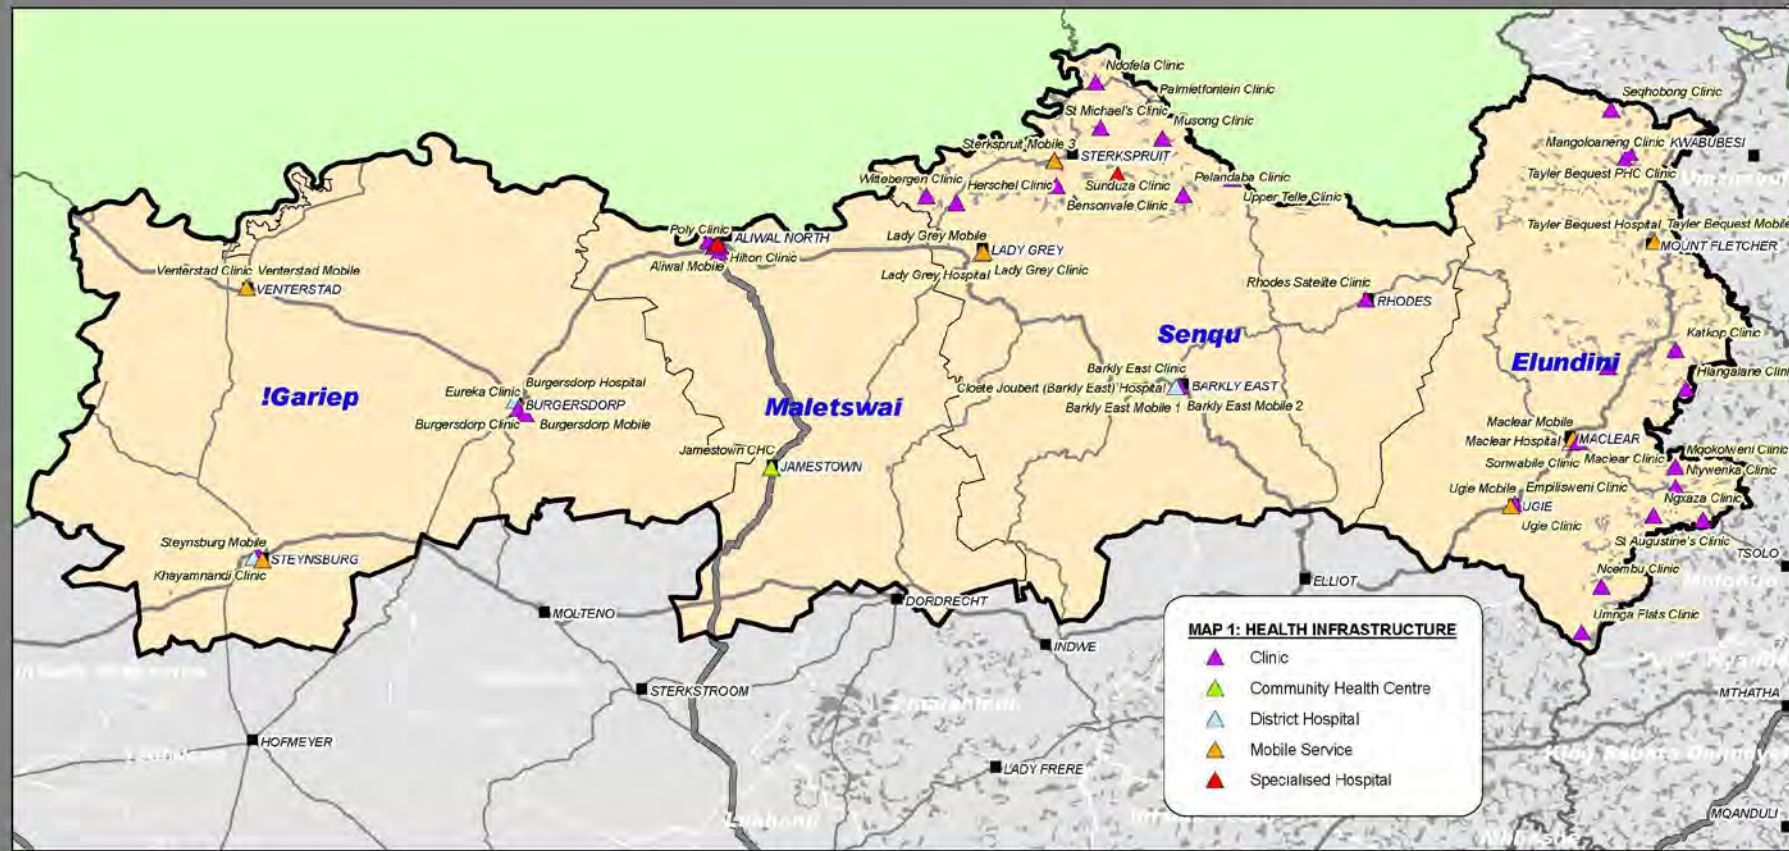 Ndofela Clinic
Palmietfontein Clinic
St Michael's Clinic
Musong Clinic
Sterkspruit Mobile 3
STERKSPRUIT
Wittebergen Clinic
Herschel Clinic
Sunduza Clinic
Pelandaba Clinic
Bensonvale Clinic
Upper Telle Clinic
Seqhobong Clinic
Mangoloaneng Clinic
KWABUBESI
Tayler Bequest PHC Clinic
Tayler Bequest Hospital
Tayler Bequest Mobile
MOUNT FLETCHER
Poly Clinic
ALIWAL NORTH
Aliwal Mobile
Hilton Clinic
Lady Grey Mobile
LADY GREY
Lady Grey Hospital
Lady Grey Clinic
Venterstad Clinic
Venterstad Mobile
VENTERSTAD
Rhodes Satelite Clinic
RHODES
Senqu
Katkop Clinic
Elundini
Hlangalane Clini
!Gariep
Eureka Clinic
Burgersdorp Hospital
BURGERSDORP
Burgersdorp Clinic
Burgersdorp Mobile
Maletswai
Barkly East Clinic
Cloete Joubert (Barkly East) Hospital
BARKLY EAST
Barkly East Mobile 1
Barkly East Mobile 2
Jamestown CHC
JAMESTOWN
Maclear Mobile
Maclear Hospital
MACLEAR
Sonwabile Clinic
Maclear Clinic
Mqokolweni Clinic
Ntywenka Clinic
Ugie Mobile
Empilisweni Clinic
Ngxaza Clinic
UGIE
Ugie Clinic
St Augustine's Clinic
TSOLO
Steynsburg Mobile
STEYNSBURG
Khayamnandi Clinic
Ncembu Clinic
Umnga Flats Clinic
ELLIOT
MOLTENO
DORDRECHT
INDWE
STERKSTROOM
HOFMEYER
LADY FRERE
MTHATHA
MQANDULI
MAP 1: HEALTH INFRASTRUCTURE
Clinic
Community Health Centre
District Hospital
Mobile Service
Specialised Hospital